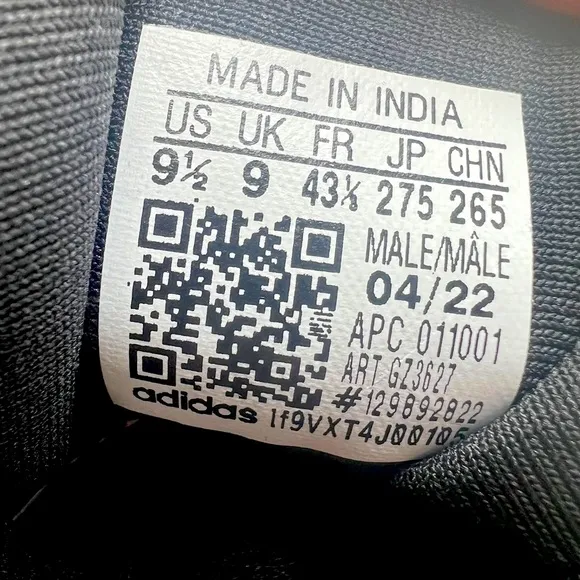 MADE IN INDIA
US UK FR JP CHN
9½ 9 43⅓ 275 265
MALE/MÂLE
04/22
APC 011001
ART GZ3627
#129892822
adidas